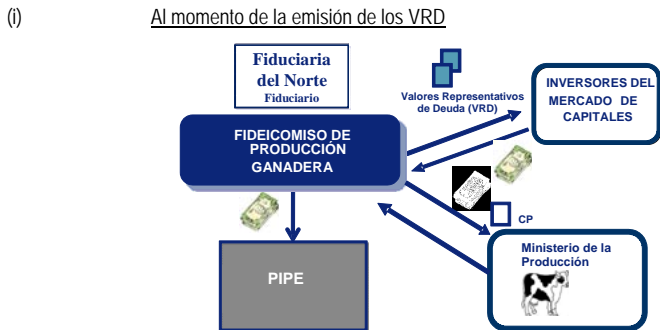 (i) Al momento de la emisión de los VRD
Fiduciaria
del Norte
Fiduciario
Valores Representativos
de Deuda (VRD)
INVERSORES DEL
MERCADO DE
CAPITALES
FIDEICOMISO DE
PRODUCCIÓN
GANADERA
CP
Ministerio de la
Producción
PIPE